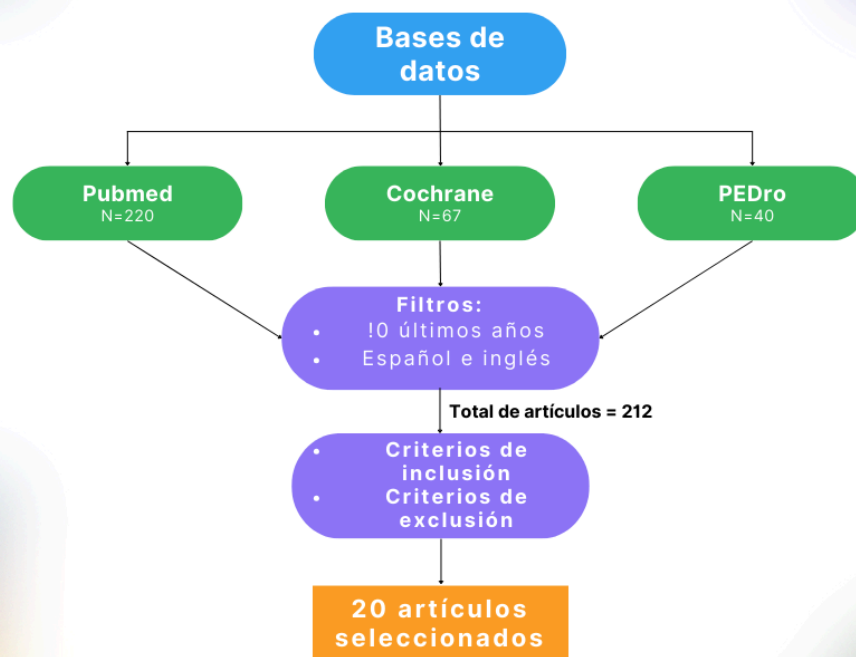 Bases de
datos
Pubmed
N=220
Cochrane
N=67
PEDro
N=40
Filtros:
• !0 últimos años
• Español e inglés
Total de artículos = 212
• Criterios de
inclusión
• Criterios de
exclusión
20 artículos
seleccionados